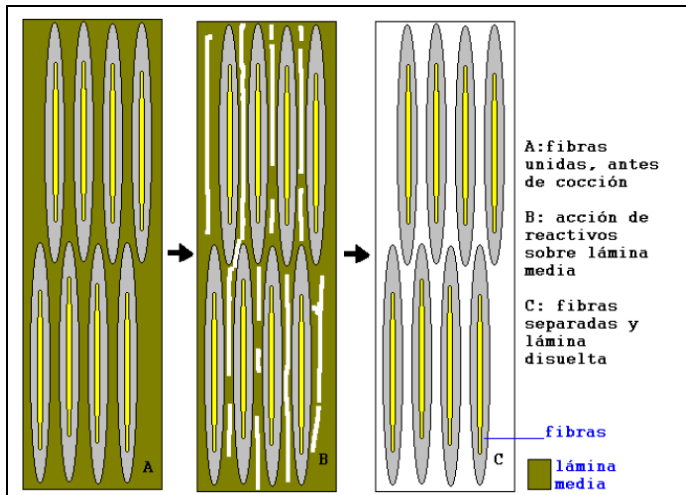 A:fibras
unidas, antes
de cocción
B: acción de
reactivos
sobre lámina
media
C: fibras
separadas y
lámina
disuelta
fibras
A
B
C
lámina
media